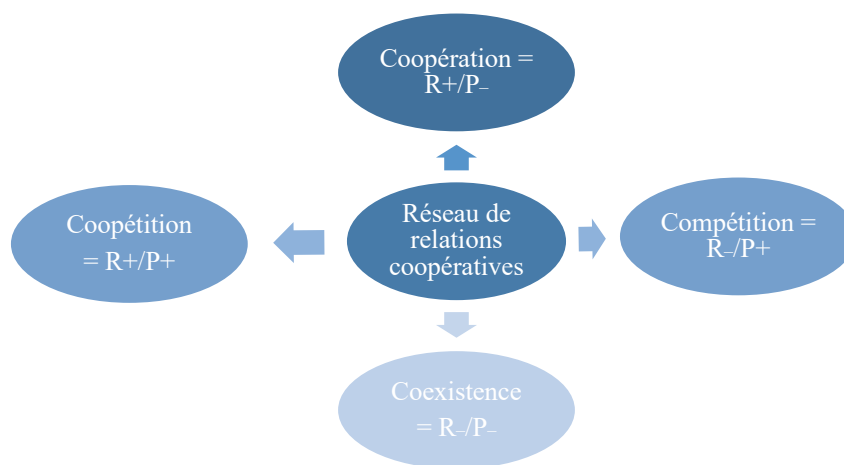 Coopération =
R+/P–
Coopétition
= R+/P+
Réseau de
relations
coopératives
Compétition =
R–/P+
Coexistence
= R–/P–